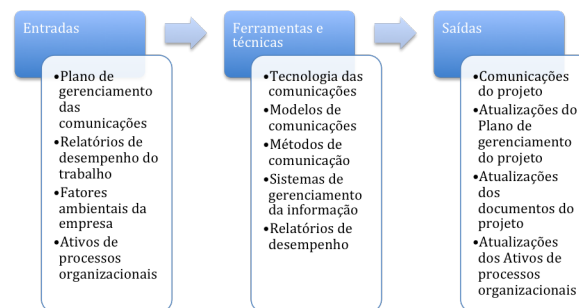 Entradas
•Plano de
gerenciamento
das
comunicações
•Relatórios de
desempenho do
trabalho
•Fatores
ambientais da
empresa
•Ativos de
processos
organizacionais
Ferramentas e
técnicas
•Tecnologia das
comunicações
•Modelos de
comunicações
•Métodos de
comunicação
•Sistemas de
gerenciamento
da informação
•Relatórios de
desempenho
Saídas
•Comunicações
do projeto
•Atualizações do
Plano de
gerenciamento
do projeto
•Atualizações
dos
documentos do
projeto
•Atualizações
dos Ativos de
processos
organizacionais